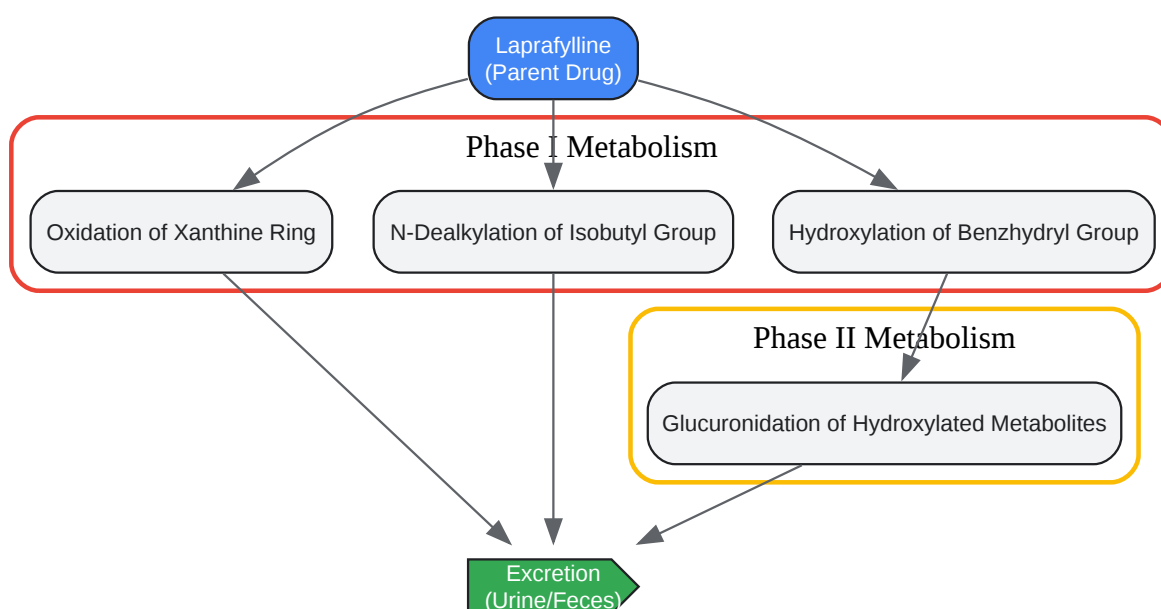 Laprafylline
(Parent Drug)
Phase I Metabolism
Oxidation of Xanthine Ring
N-Dealkylation of Isobutyl Group
Hydroxylation of Benzhydryl Group
Phase II Metabolism
Glucuronidation of Hydroxylated Metabolites
Excretion
(Urine/Feces)